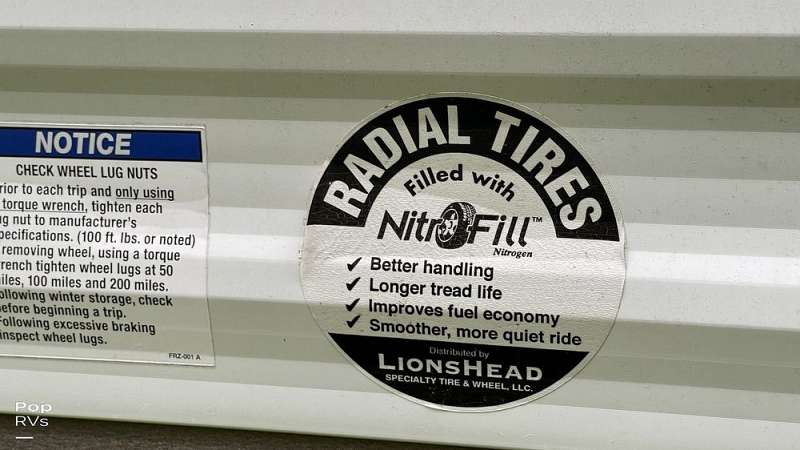 NOTICE
CHECK WHEEL LUG NUTS
rior to each trip and only using
torque wrench, tighten each
ug nut to manufacturer's
pecifications. (100 ft. lbs. or noted)
removing wheel, using a torque
rench tighten wheel lugs at 50
iles, 100 miles and 200 miles.
ollowing winter storage, check
efore beginning a trip.
Following excessive braking
inspect wheel lugs.
FRZ-001 A
RADIAL TIRES
Filled with
NitroFill™
Nitrogen
✔ Better handling
✔ Longer tread life
✔ Improves fuel economy
✔ Smoother, more quiet ride
Distributed by
LIONSHEAD
SPECIALTY TIRE & WHEEL, LLC.
Pop
RVs